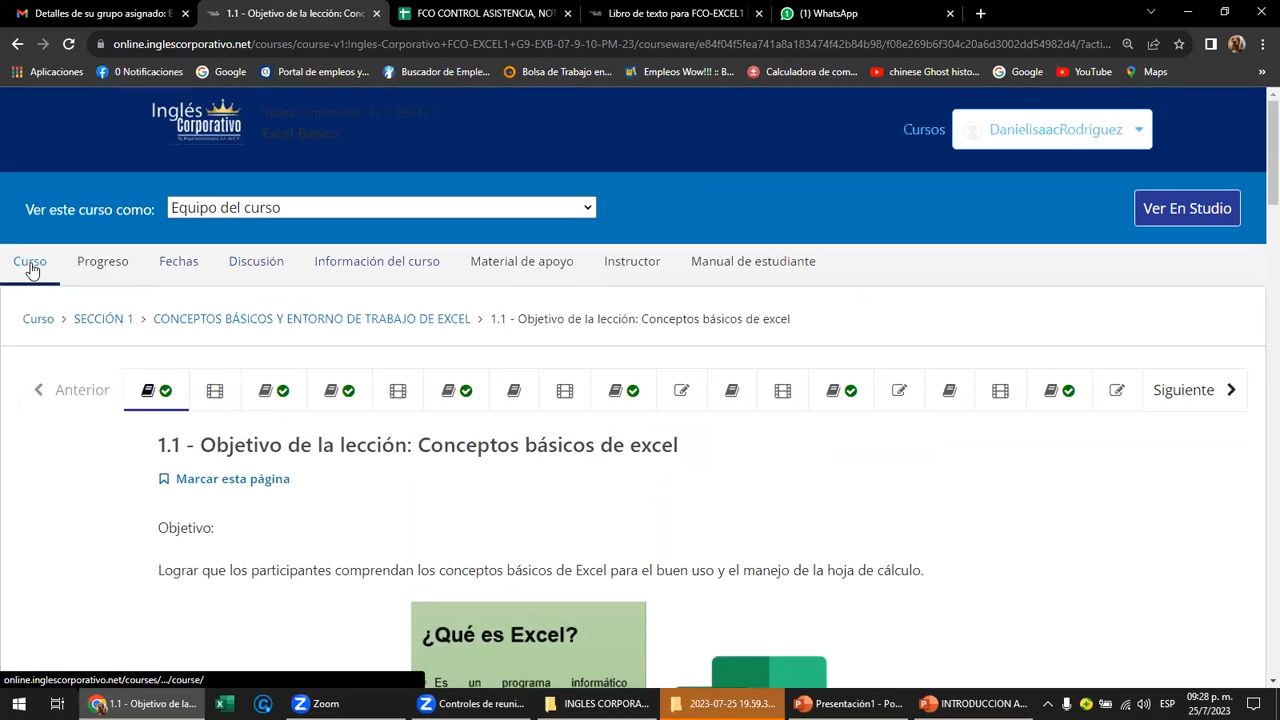 Detalles de su grupo asignado: E
1.1 - Objetivo de la lección: Conc
FCO CONTROL ASISTENCIA, NOT
Libro de texto para FCO-EXCEL1
(1) WhatsApp
online.inglescorporativo.net/courses/course-v1:Ingles-Corporativo+FCO-EXCEL1+G9-EXB-07-9-10-PM-23/courseware/e84f04f5fea741a8a183474f42b84b98/f08e269b6f304c20a6d3002dd54982d4/?acti...
Aplicaciones
0 Notificaciones
Google
Portal de empleos y...
Buscador de Emple...
Bolsa de Trabajo en...
Empleos Wow!!! :: B...
Calculadora de com...
chinese Ghost histo...
Google
YouTube
Maps
Inglés
Corporativo
Excel Básico
Cursos
DanielIsaacRodriguez
Ver este curso como:
Equipo del curso
Ver En Studio
Curso
Progreso
Fechas
Discusión
Información del curso
Material de apoyo
Instructor
Manual de estudiante
Curso > SECCIÓN 1 > CONCEPTOS BÁSICOS Y ENTORNO DE TRABAJO DE EXCEL > 1.1 - Objetivo de la lección: Conceptos básicos de excel
Anterior
Siguiente
1.1 - Objetivo de la lección: Conceptos básicos de excel
Marcar esta página
Objetivo:
Lograr que los participantes comprendan los conceptos básicos de Excel para el buen uso y el manejo de la hoja de cálculo.
¿Qué es Excel?
Es un programa informático
online.inglescorporativo.net/courses/.../course/
1.1 - Objetivo de la...
Zoom
Controles de reuni...
INGLES CORPORA...
2023-07-25 19.59.3...
Presentación1 - Po...
INTRODUCCION A...
ESP
09:28 p. m.
25/7/2023